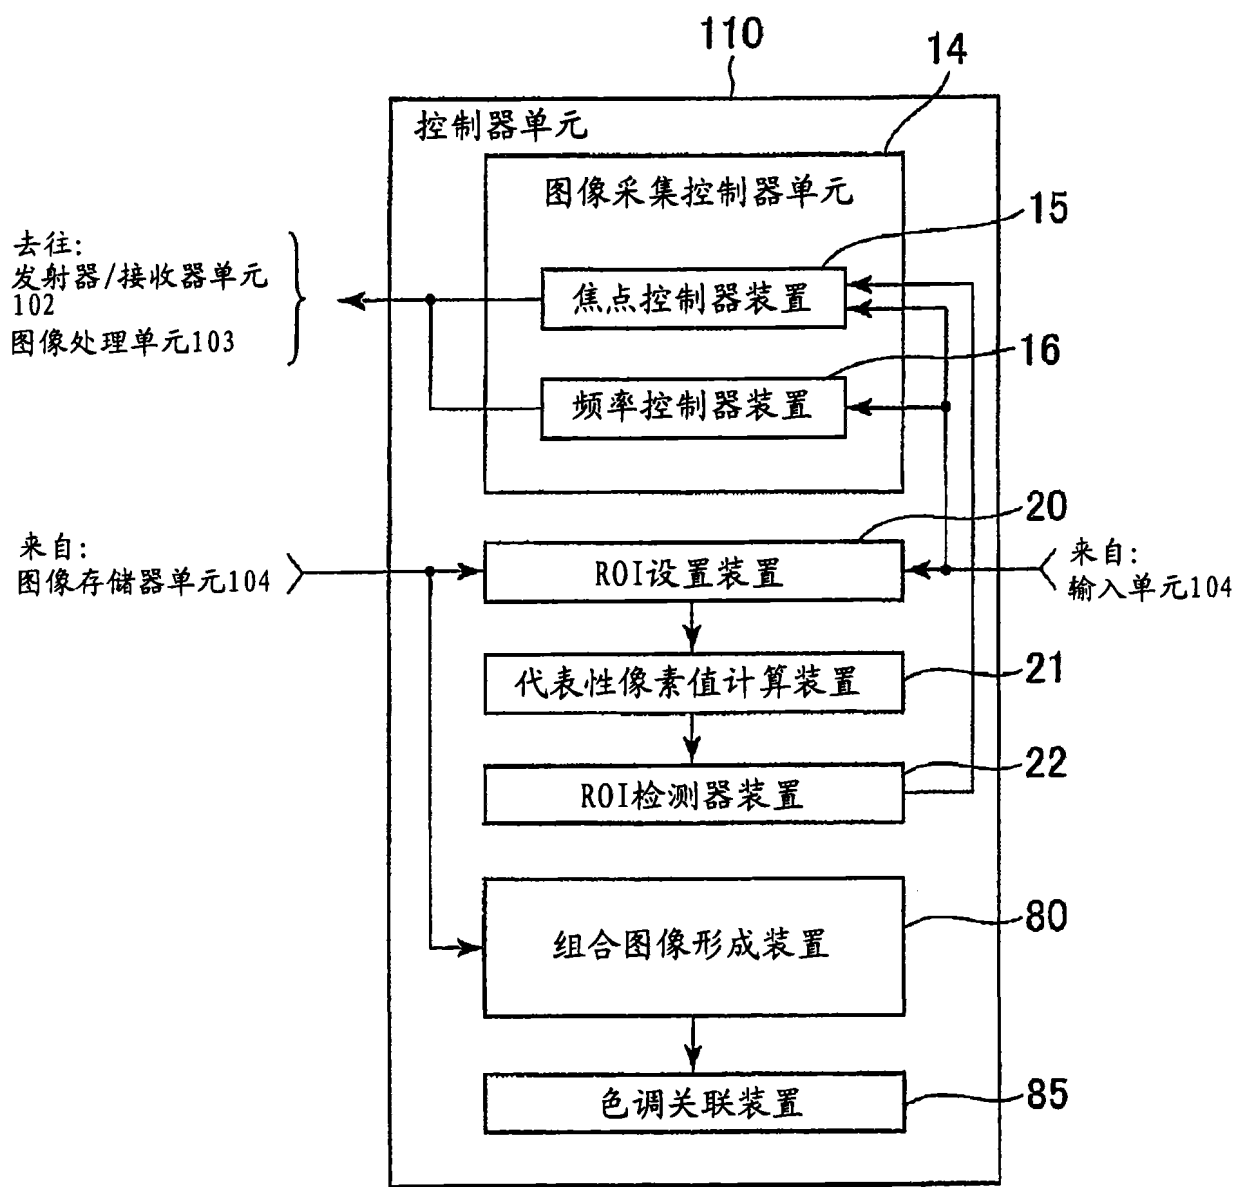 110
14
控制器单元
图像采集控制器单元
15
去往:
发射器/接收器单元
102
图像处理单元103
焦点控制器装置
16
频率控制器装置
20
来自:
图像存储器单元104
ROI设置装置
来自:
输入单元104
代表性像素值计算装置
21
ROI检测器装置
22
组合图像形成装置
80
色调关联装置
85